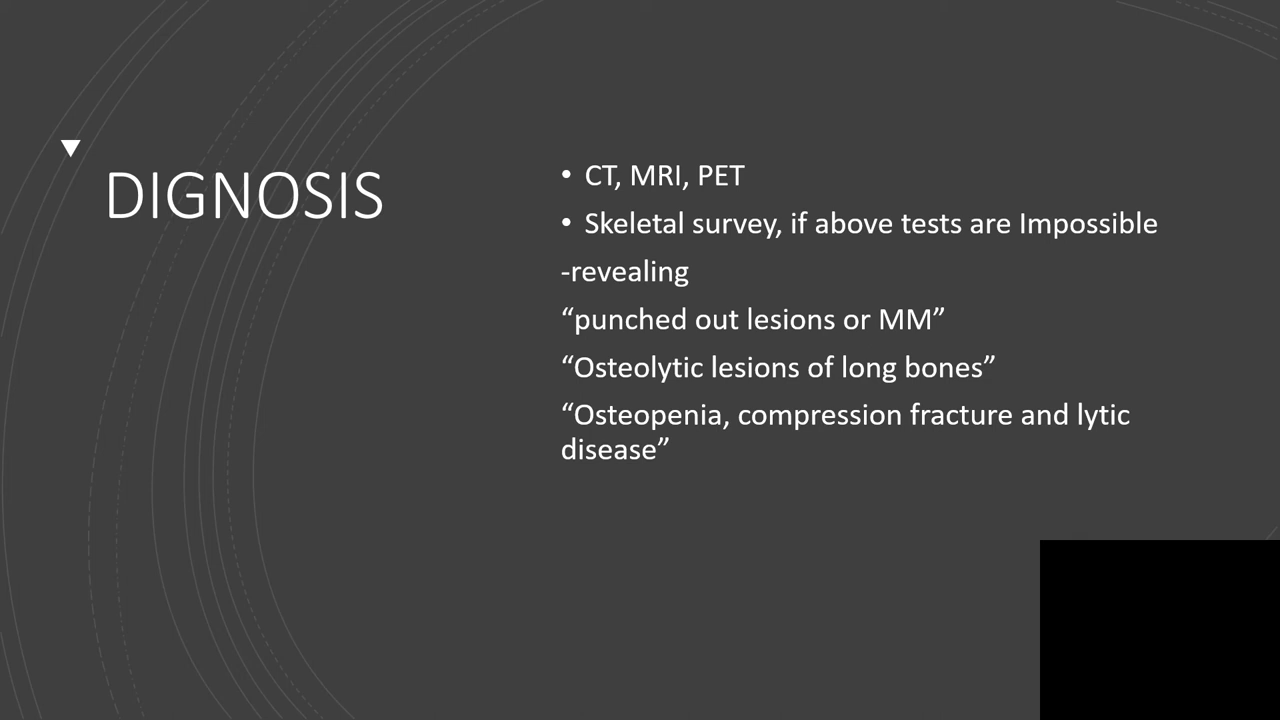 DIGNOSIS
• CT, MRI, PET
• Skeletal survey, if above tests are Impossible
-revealing
“punched out lesions or MM”
“Osteolytic lesions of long bones”
“Osteopenia, compression fracture and lytic
disease”